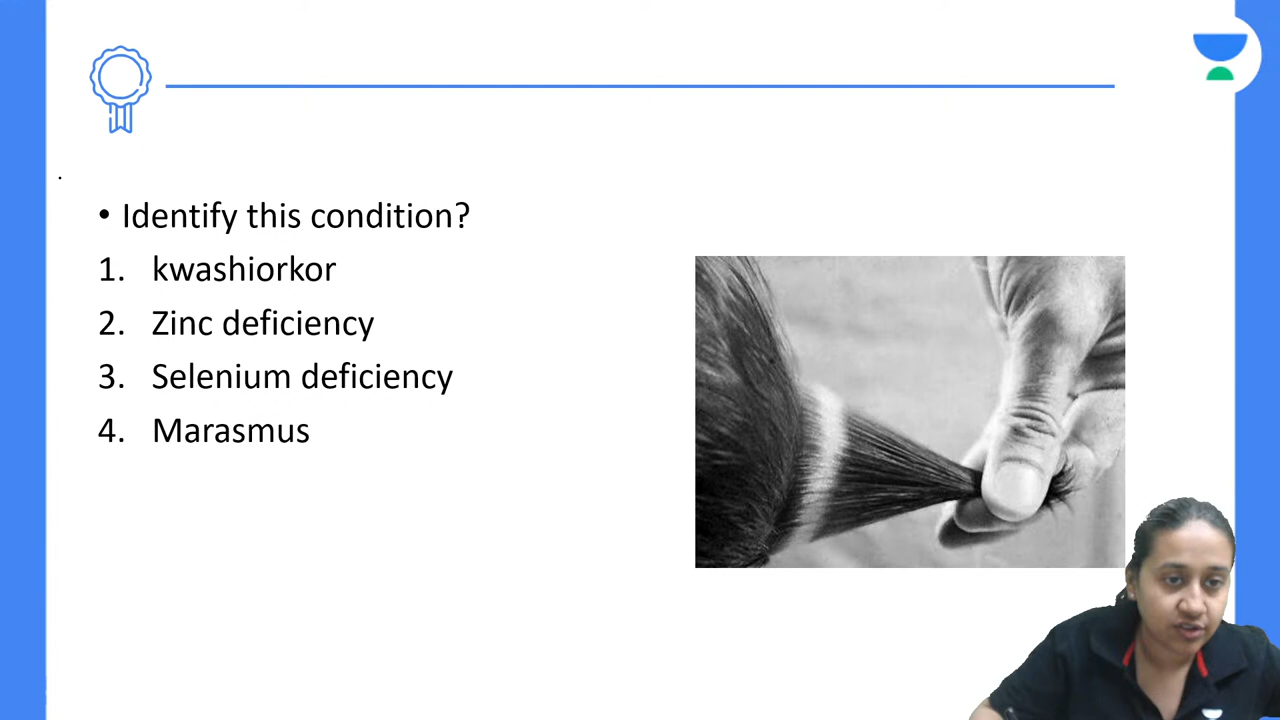 .
• Identify this condition?
1. kwashiorkor
2. Zinc deficiency
3. Selenium deficiency
4. Marasmus